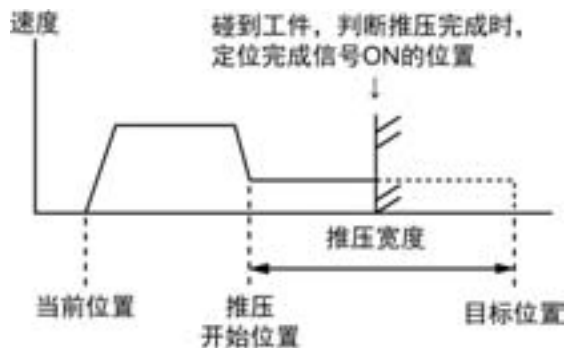 速度
碰到工件，判断推压完成时，
定位完成信号ON的位置
推压宽度
当前位置
推压
开始位置
目标位置